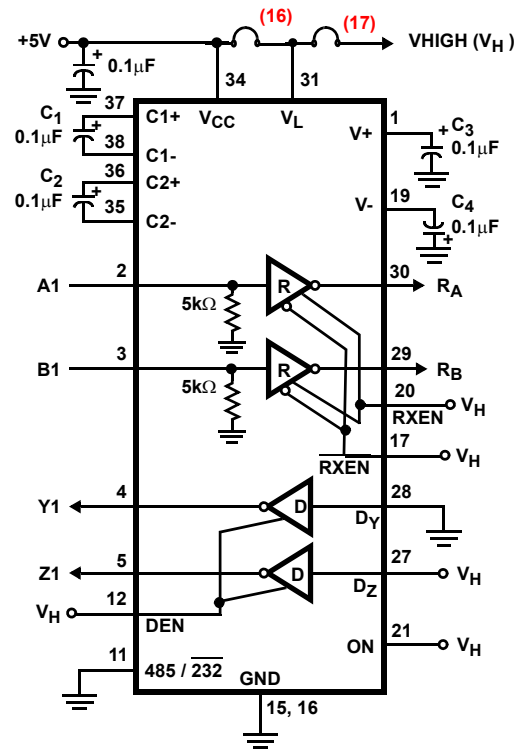 (16)
(17)
+5V
VHIGH (VH)
+
0.1µF
34
31
37
C1
0.1µF
+
C1+
VCC
VL
1
V+
+
C3
0.1µF
38
C1-
36
C2
0.1µF
+
C2+
35
C2-
19
V-
C4
0.1µF
+
A1
2
R
30
RA
5kΩ
B1
3
R
29
RB
5kΩ
20
VH
RXEN
17
VH
RXEN
Y1
4
D
28
DY
Z1
5
D
27
VH
DZ
VH
12
DEN
21
VH
ON
11
485 / 232
GND
15, 16